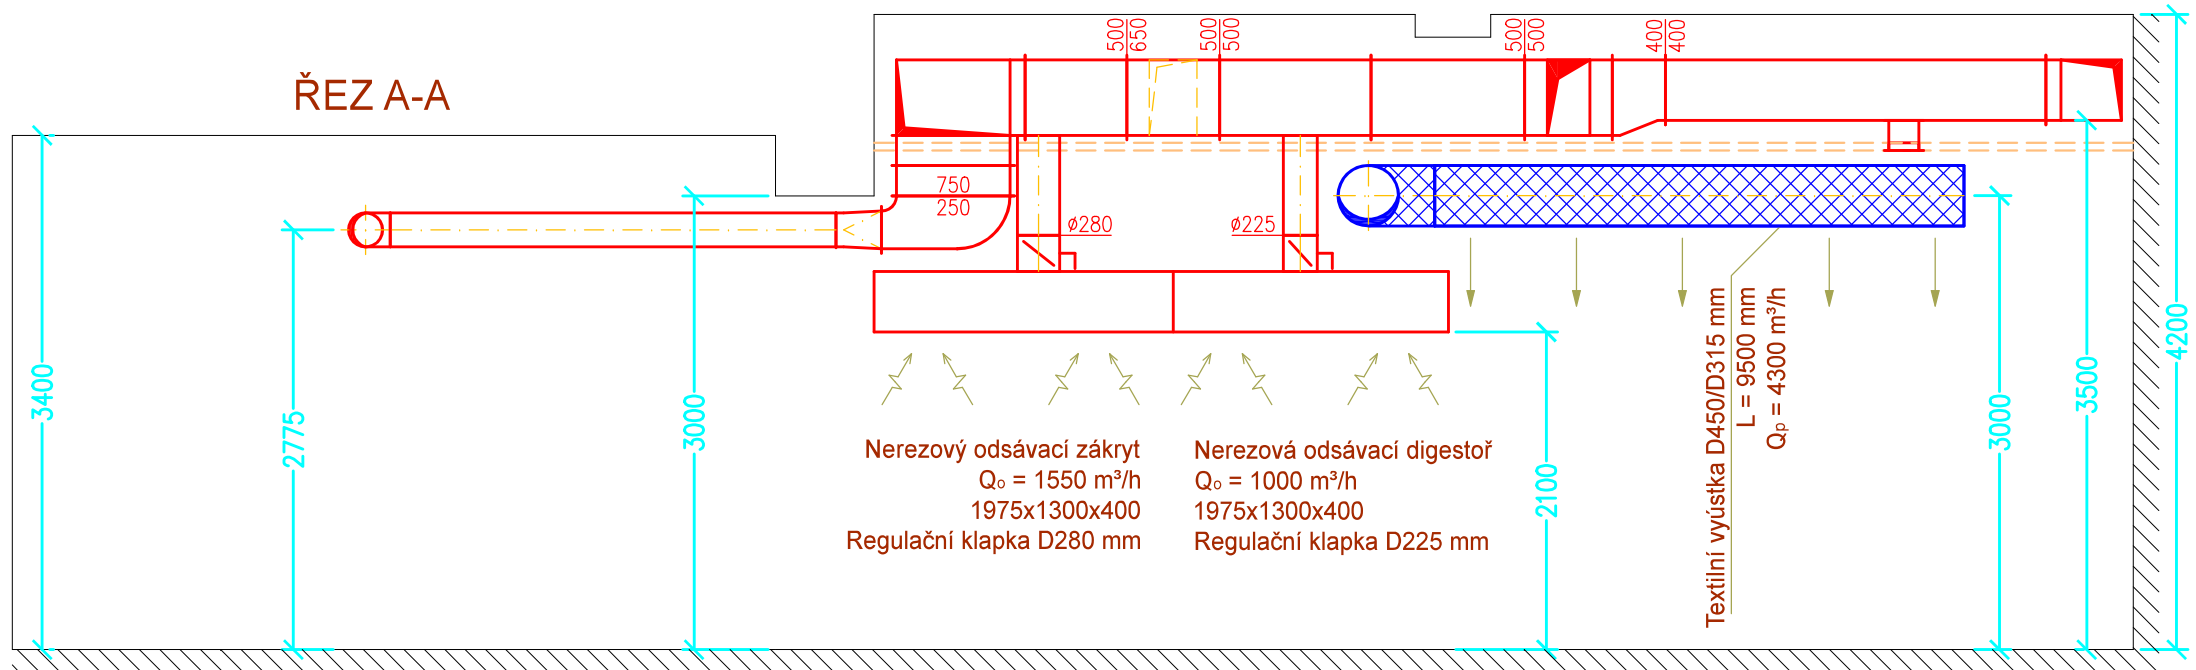 ŘEZ A-A
500
650
500
500
500
500
400
400
750
250
ø280
ø225
3400
2775
3000
2100
3000
3500
4200
Nerezový odsávací zákryt
Qₒ = 1550 m³/h
1975x1300x400
Regulační klapka D280 mm
Nerezová odsávací digestoř
Qₒ = 1000 m³/h
1975x1300x400
Regulační klapka D225 mm
Textilní vyústka D450/D315 mm
L = 9500 mm
Qₚ = 4300 m³/h